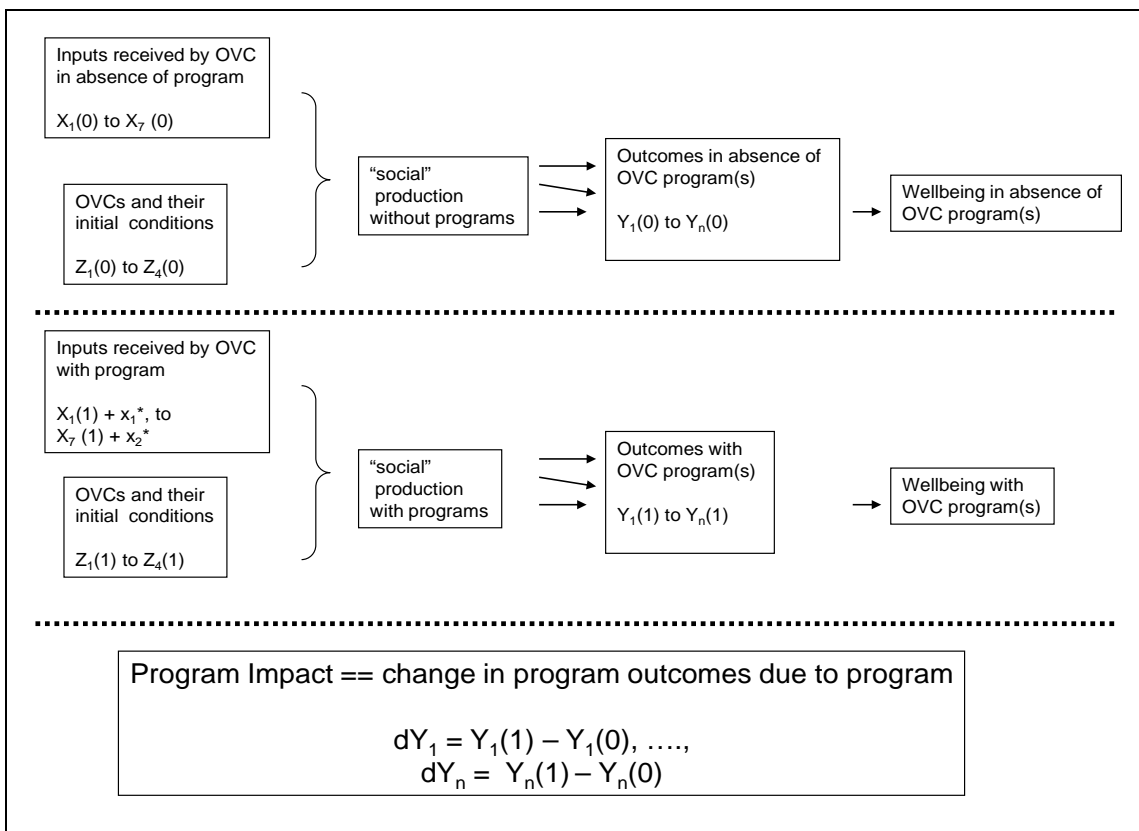 Inputs received by OVC
in absence of program
X₁(0) to X₇ (0)
OVCs and their
initial conditions
Z₁(0) to Z₄(0)
“social”
production
without programs
Outcomes in absence of
OVC program(s)
Y₁(0) to Yₙ(0)
Wellbeing in absence of
OVC program(s)
Inputs received by OVC
with program
X₁(1) + x₁*, to
X₇ (1) + x₂*
OVCs and their
initial conditions
Z₁(1) to Z₄(1)
“social”
production
with programs
Outcomes with
OVC program(s)
Y₁(1) to Yₙ(1)
Wellbeing with
OVC program(s)
Program Impact == change in program outcomes due to program
dY₁ = Y₁(1) – Y₁(0), ….,
dYₙ = Yₙ(1) – Yₙ(0)